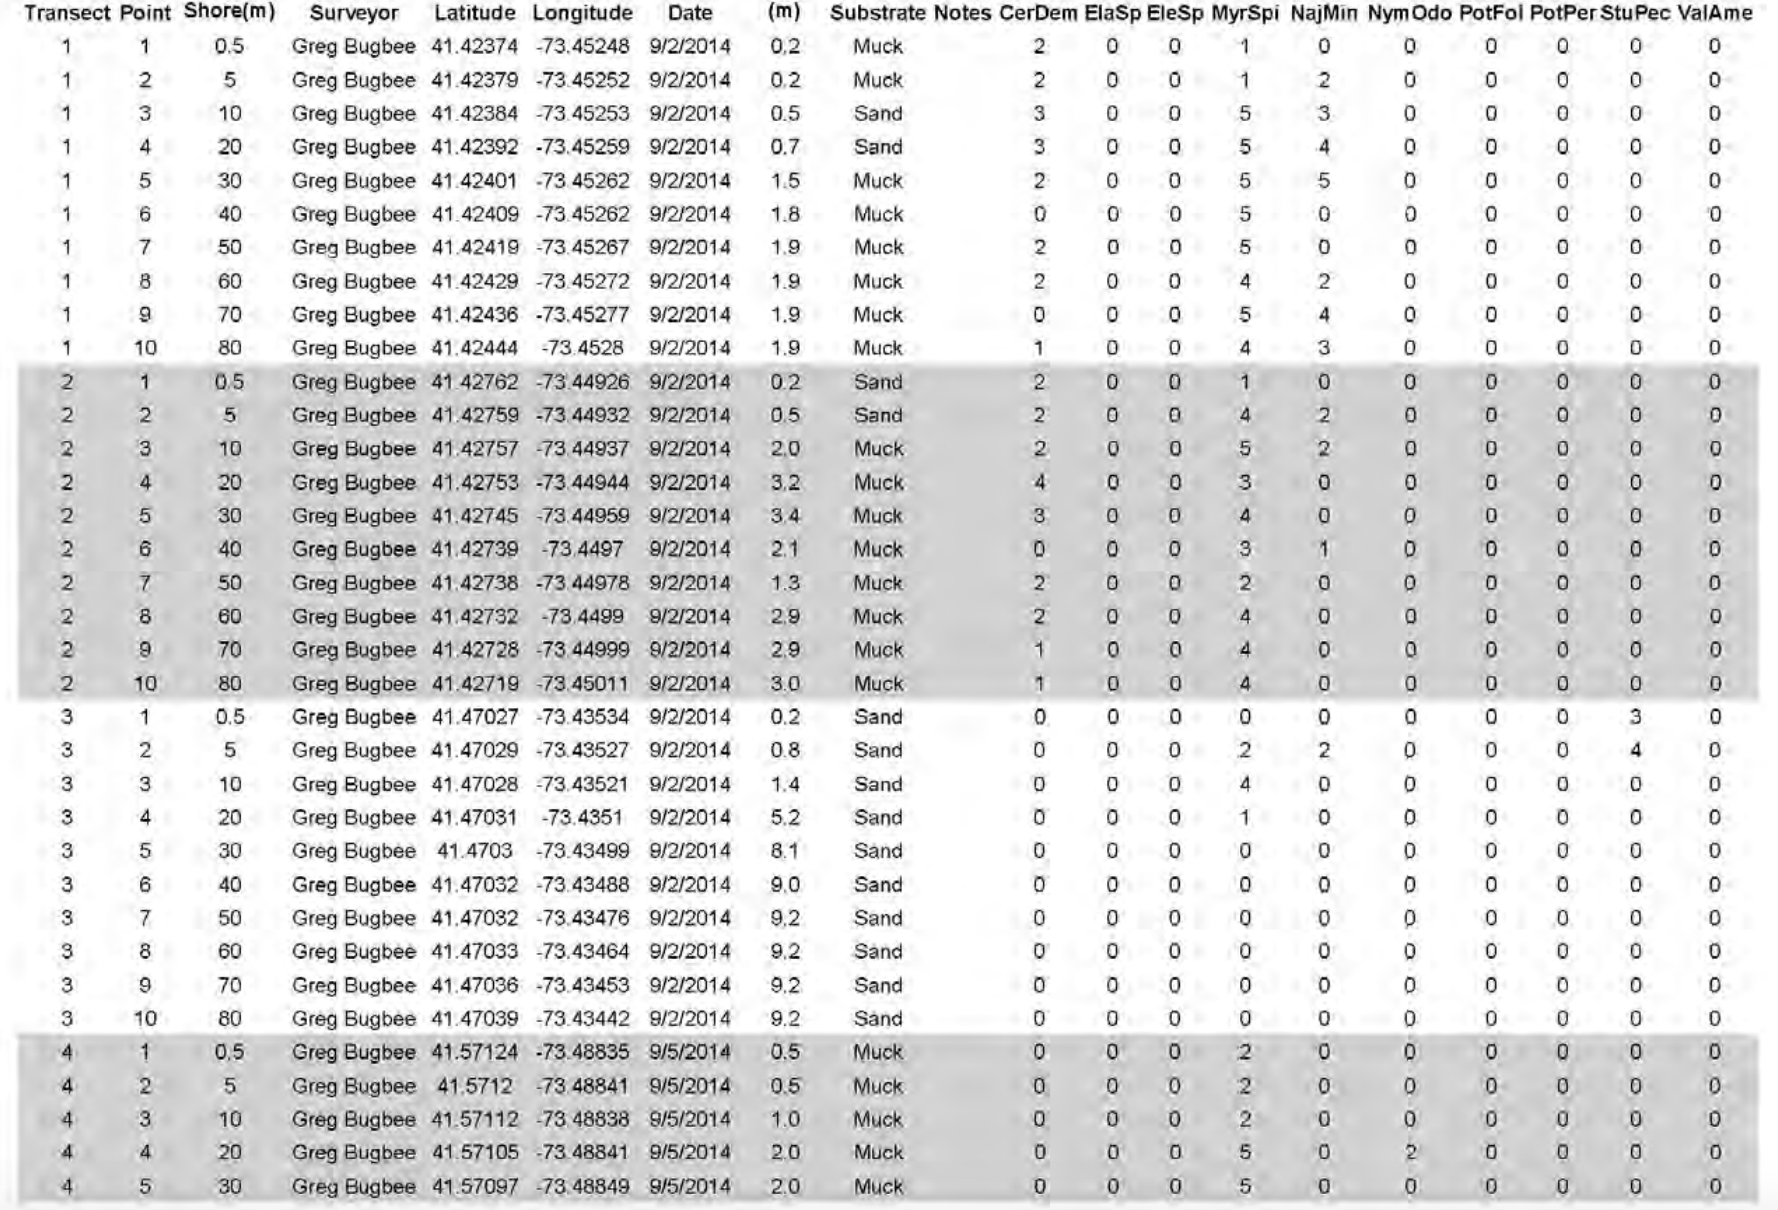 Transect Point Shore(m) Surveyor Latitude Longitude Date (m) Substrate Notes CerDem ElaSp EleSp MyrSpi NajMin NymOdo PotFol PotPer StuPec ValAme
1 1 0.5 Greg Bugbee 41.42374 -73.45248 9/2/2014 0.2 Muck 2 0 0 1 0 0 0 0 0 0
1 2 5 Greg Bugbee 41.42379 -73.45252 9/2/2014 0.2 Muck 2 0 0 1 2 0 0 0 0 0
1 3 10 Greg Bugbee 41.42384 -73.45253 9/2/2014 0.5 Sand 3 0 0 5 3 0 0 0 0 0
1 4 20 Greg Bugbee 41.42392 -73.45259 9/2/2014 0.7 Sand 3 0 0 5 4 0 0 0 0 0
1 5 30 Greg Bugbee 41.42401 -73.45262 9/2/2014 1.5 Muck 2 0 0 5 5 0 0 0 0 0
1 6 40 Greg Bugbee 41.42409 -73.45262 9/2/2014 1.8 Muck 0 0 0 5 0 0 0 0 0 0
1 7 50 Greg Bugbee 41.42419 -73.45267 9/2/2014 1.9 Muck 2 0 0 5 0 0 0 0 0 0
1 8 60 Greg Bugbee 41.42429 -73.45272 9/2/2014 1.9 Muck 2 0 0 4 2 0 0 0 0 0
1 9 70 Greg Bugbee 41.42436 -73.45277 9/2/2014 1.9 Muck 0 0 0 5 4 0 0 0 0 0
1 10 80 Greg Bugbee 41.42444 -73.4528 9/2/2014 1.9 Muck 1 0 0 4 3 0 0 0 0 0
2 1 0.5 Greg Bugbee 41.42762 -73.44926 9/2/2014 0.2 Sand 2 0 0 1 0 0 0 0 0 0
2 2 5 Greg Bugbee 41.42759 -73.44932 9/2/2014 0.5 Sand 2 0 0 4 2 0 0 0 0 0
2 3 10 Greg Bugbee 41.42757 -73.44937 9/2/2014 2.0 Muck 2 0 0 5 2 0 0 0 0 0
2 4 20 Greg Bugbee 41.42753 -73.44944 9/2/2014 3.2 Muck 4 0 0 3 0 0 0 0 0 0
2 5 30 Greg Bugbee 41.42745 -73.44959 9/2/2014 3.4 Muck 3 0 0 4 0 0 0 0 0 0
2 6 40 Greg Bugbee 41.42739 -73.4497 9/2/2014 2.1 Muck 0 0 0 3 1 0 0 0 0 0
2 7 50 Greg Bugbee 41.42738 -73.44978 9/2/2014 1.3 Muck 2 0 0 2 0 0 0 0 0 0
2 8 60 Greg Bugbee 41.42732 -73.4499 9/2/2014 2.9 Muck 2 0 0 4 0 0 0 0 0 0
2 9 70 Greg Bugbee 41.42728 -73.44999 9/2/2014 2.9 Muck 1 0 0 4 0 0 0 0 0 0
2 10 80 Greg Bugbee 41.42719 -73.45011 9/2/2014 3.0 Muck 1 0 0 4 0 0 0 0 0 0
3 1 0.5 Greg Bugbee 41.47027 -73.43534 9/2/2014 0.2 Sand 0 0 0 0 0 0 0 0 3 0
3 2 5 Greg Bugbee 41.47029 -73.43527 9/2/2014 0.8 Sand 0 0 0 2 2 0 0 0 4 0
3 3 10 Greg Bugbee 41.47028 -73.43521 9/2/2014 1.4 Sand 0 0 0 4 0 0 0 0 0 0
3 4 20 Greg Bugbee 41.47031 -73.4351 9/2/2014 5.2 Sand 0 0 0 1 0 0 0 0 0 0
3 5 30 Greg Bugbee 41.4703 -73.43499 9/2/2014 8.1 Sand 0 0 0 0 0 0 0 0 0 0
3 6 40 Greg Bugbee 41.47032 -73.43488 9/2/2014 9.0 Sand 0 0 0 0 0 0 0 0 0 0
3 7 50 Greg Bugbee 41.47032 -73.43476 9/2/2014 9.2 Sand 0 0 0 0 0 0 0 0 0 0
3 8 60 Greg Bugbee 41.47033 -73.43464 9/2/2014 9.2 Sand 0 0 0 0 0 0 0 0 0 0
3 9 70 Greg Bugbee 41.47036 -73.43453 9/2/2014 9.2 Sand 0 0 0 0 0 0 0 0 0 0
3 10 80 Greg Bugbee 41.47039 -73.43442 9/2/2014 9.2 Sand 0 0 0 0 0 0 0 0 0 0
4 1 0.5 Greg Bugbee 41.57124 -73.48835 9/5/2014 0.5 Muck 0 0 0 2 0 0 0 0 0 0
4 2 5 Greg Bugbee 41.5712 -73.48841 9/5/2014 0.5 Muck 0 0 0 2 0 0 0 0 0 0
4 3 10 Greg Bugbee 41.57112 -73.48838 9/5/2014 1.0 Muck 0 0 0 2 0 0 0 0 0 0
4 4 20 Greg Bugbee 41.57105 -73.48841 9/5/2014 2.0 Muck 0 0 0 5 0 2 0 0 0 0
4 5 30 Greg Bugbee 41.57097 -73.48849 9/5/2014 2.0 Muck 0 0 0 5 0 0 0 0 0 0